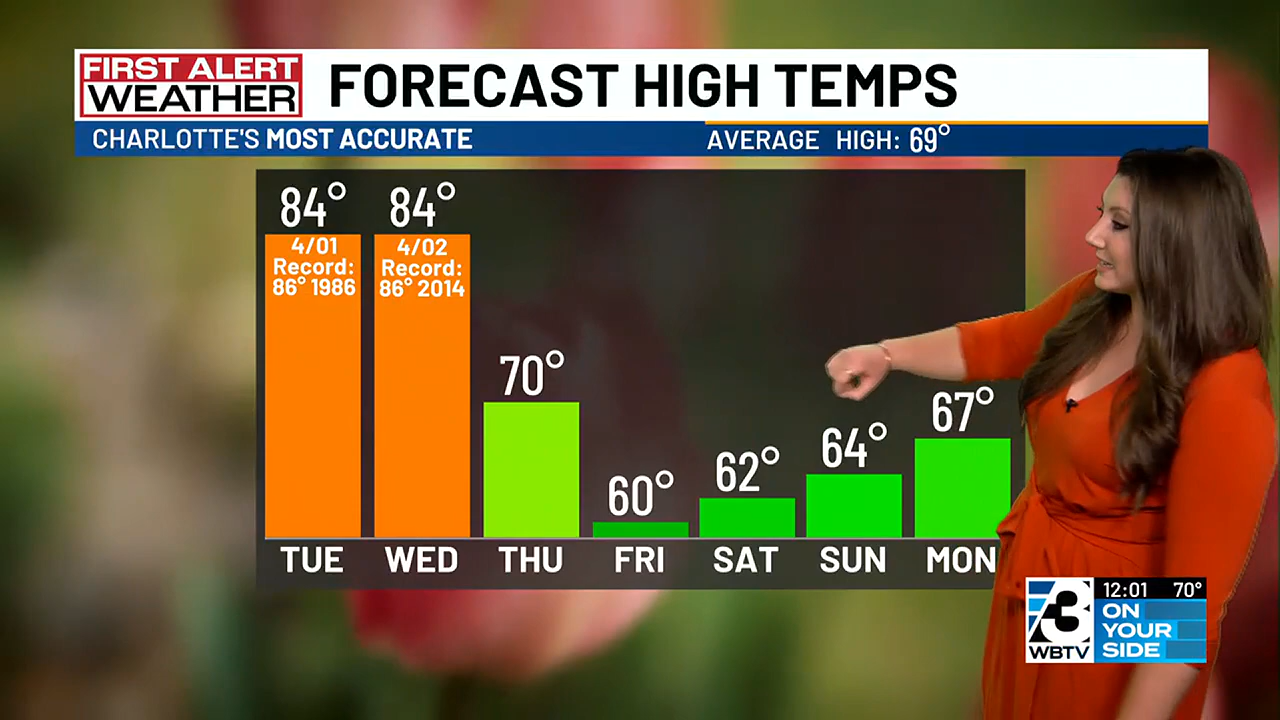 FIRST ALERT
WEATHER
FORECAST HIGH TEMPS
CHARLOTTE'S MOST ACCURATE
AVERAGE HIGH: 69°
84°
84°
4/01
Record:
86° 1986
4/02
Record:
86° 2014
70°
60°
62°
64°
67°
TUE
WED
THU
FRI
SAT
SUN
MON
3
WBTV
12:01 70°
ON
YOUR
SIDE